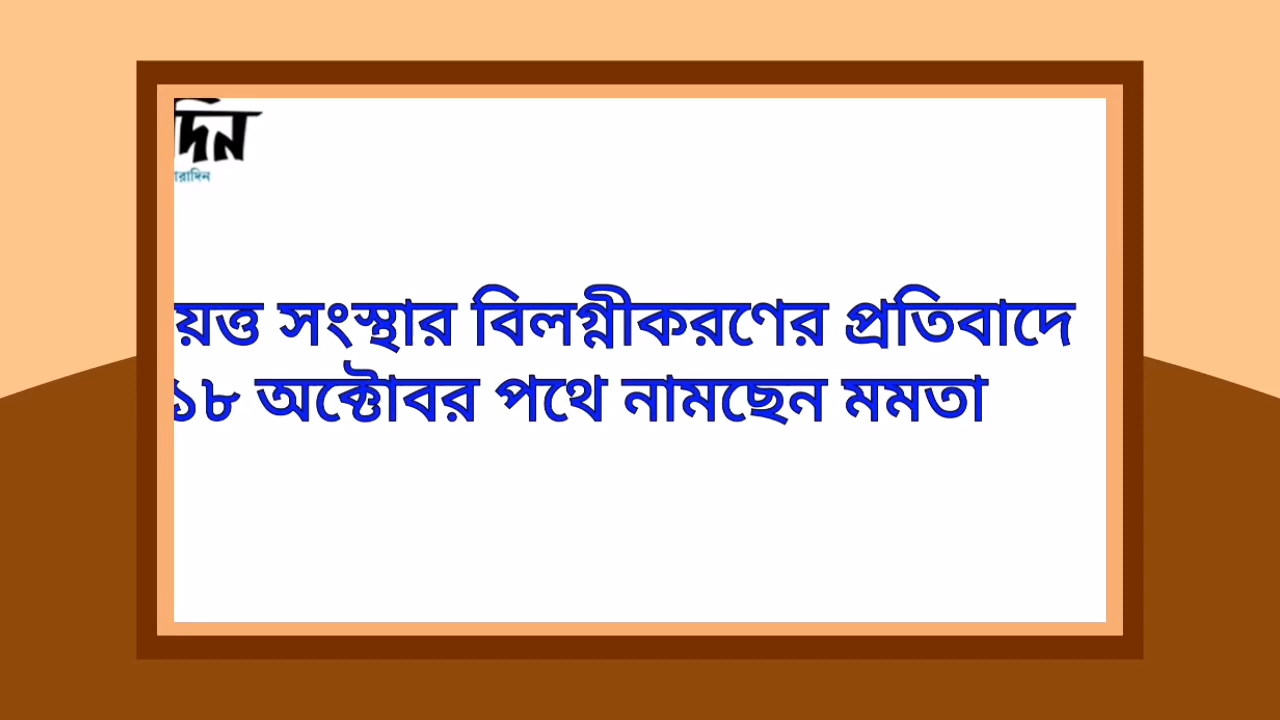 দিন
রাদিন
য়ত্ত সংস্থার বিলগ্নীকরণের প্রতিবাদে
১৮ অক্টোবর পথে নামছেন মমতা